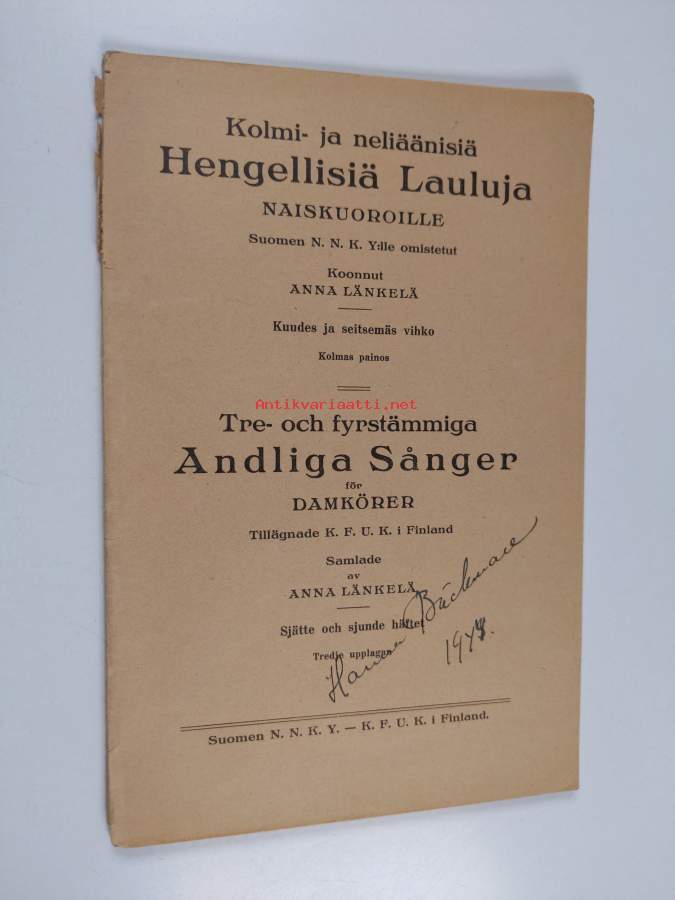 Kolmi- ja neliäänisiä
Hengellisiä Lauluja
NAISKUOROILLE
Suomen N. N. K. Y:lle omistetut
Koonnut
ANNA LÄNKELÄ
Kuudes ja seitsemäs vihko
Kolmas painos
Antikvariaatti.net
Tre- och fyrstämmiga
Andliga Sånger
för
DAMKÖRER
Tillägnade K. F. U. K. i Finland
Samlade
av
ANNA LÄNKELÄ
Sjätte och sjunde häftet
Tredje upplagan
Bäckman
Suomen N. N. K. Y. — K. F. U. K. i Finland.